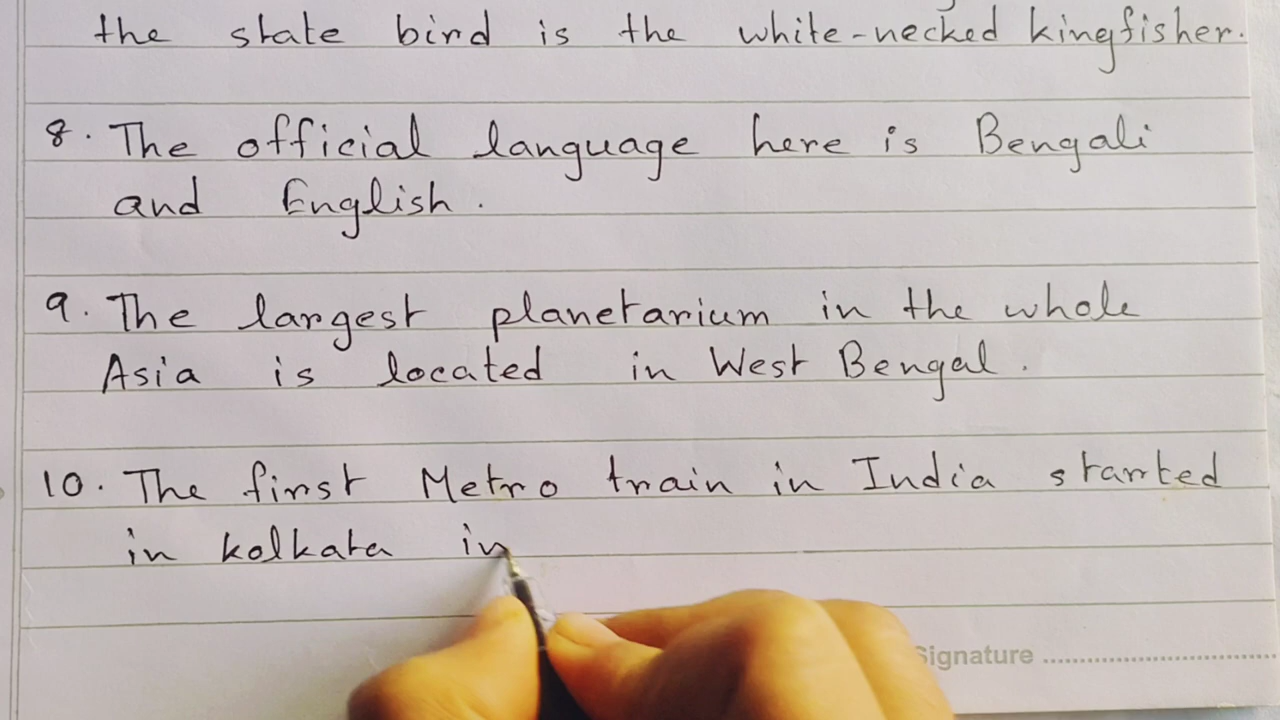 the state bird is the white-necked kingfisher.
8. The official language here is Bengali
and English.
9. The largest planetarium in the whole
Asia is located in West Bengal.
10. The first Metro train in India started
in kolkata in
Signature ........................................